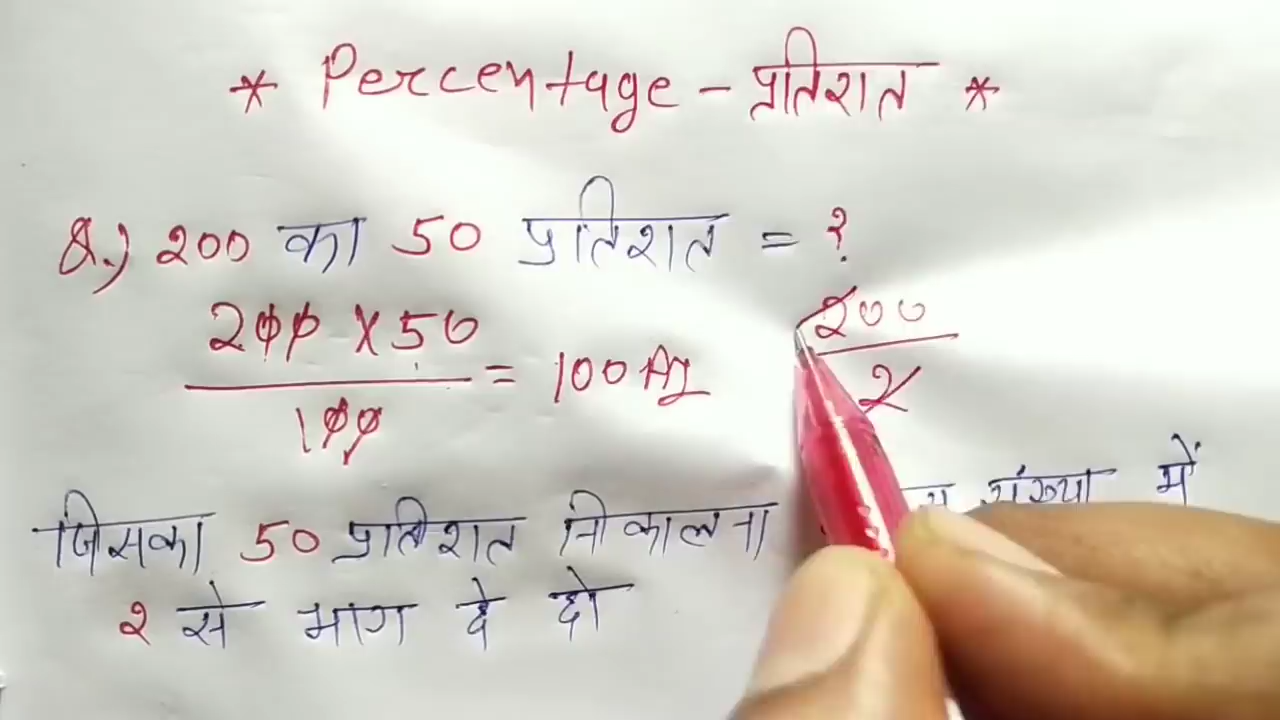 * Percentage - प्रतिशत *
Q.) 200 का 50 प्रतिशत = ?
200 X 50
100
= 100 Ans
200
2
जिसका 50 प्रतिशत निकालना संख्या में
2 से भाग दे दो